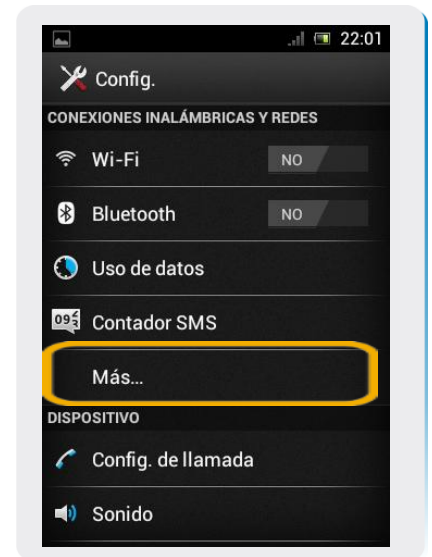 22:01
Config.
CONEXIONES INALÁMBRICAS Y REDES
Wi-Fi NO
Bluetooth NO
Uso de datos
Contador SMS
Más...
DISPOSITIVO
Config. de llamada
Sonido